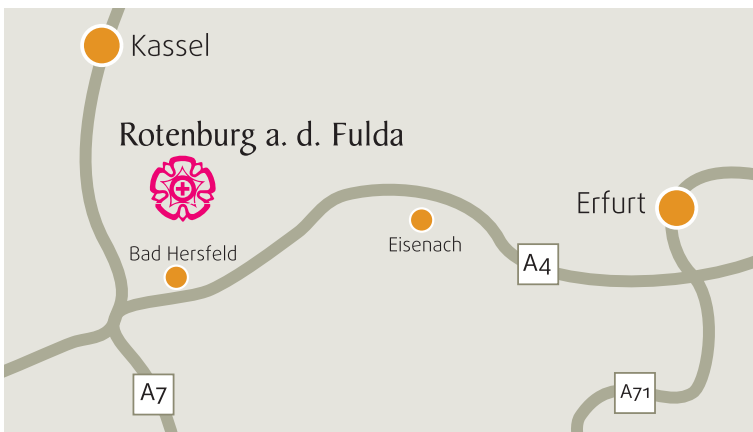 Kassel
Rotenburg a. d. Fulda
Erfurt
Eisenach
Bad Hersfeld
A4
A7
A71